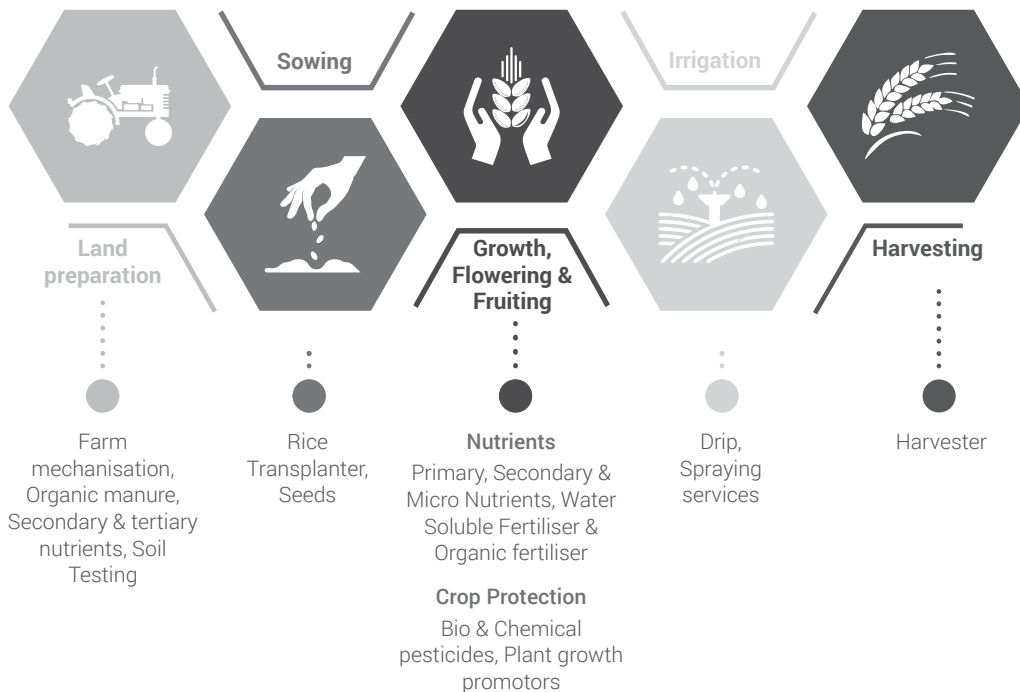 Sowing
Irrigation
Land
preparation
Growth,
Flowering &
Fruiting
Harvesting
Farm
mechanisation,
Organic manure,
Secondary & tertiary
nutrients, Soil
Testing
Rice
Transplanter,
Seeds
Nutrients
Primary, Secondary &
Micro Nutrients, Water
Soluble Fertiliser &
Organic fertiliser
Crop Protection
Bio & Chemical
pesticides, Plant growth
promotors
Drip,
Spraying
services
Harvester